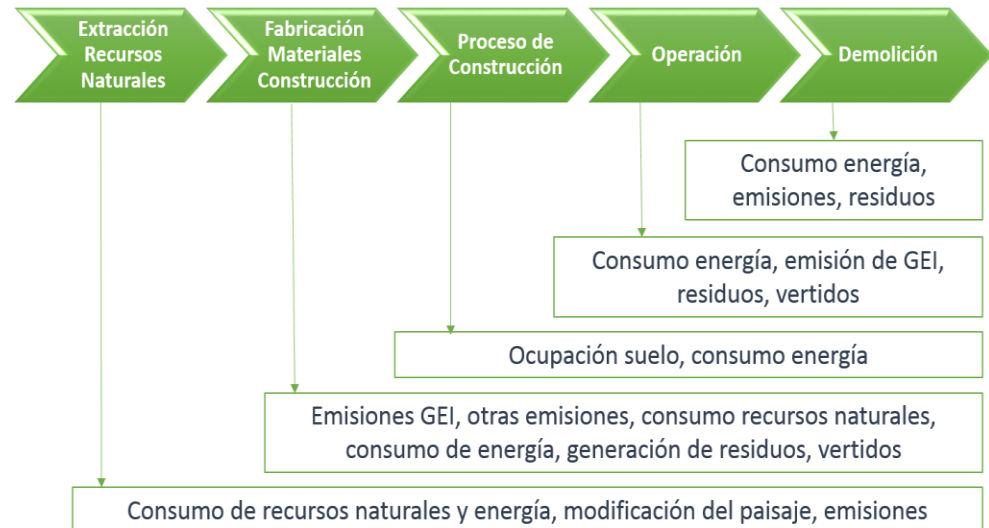 Extracción
Recursos
Naturales
Fabricación
Materiales
Construcción
Proceso de
Construcción
Operación
Demolición
Consumo energía,
emisiones, residuos
Consumo energía, emisión de GEI,
residuos, vertidos
Ocupación suelo, consumo energía
Emisiones GEI, otras emisiones, consumo recursos naturales,
consumo de energía, generación de residuos, vertidos
Consumo de recursos naturales y energía, modificación del paisaje, emisiones